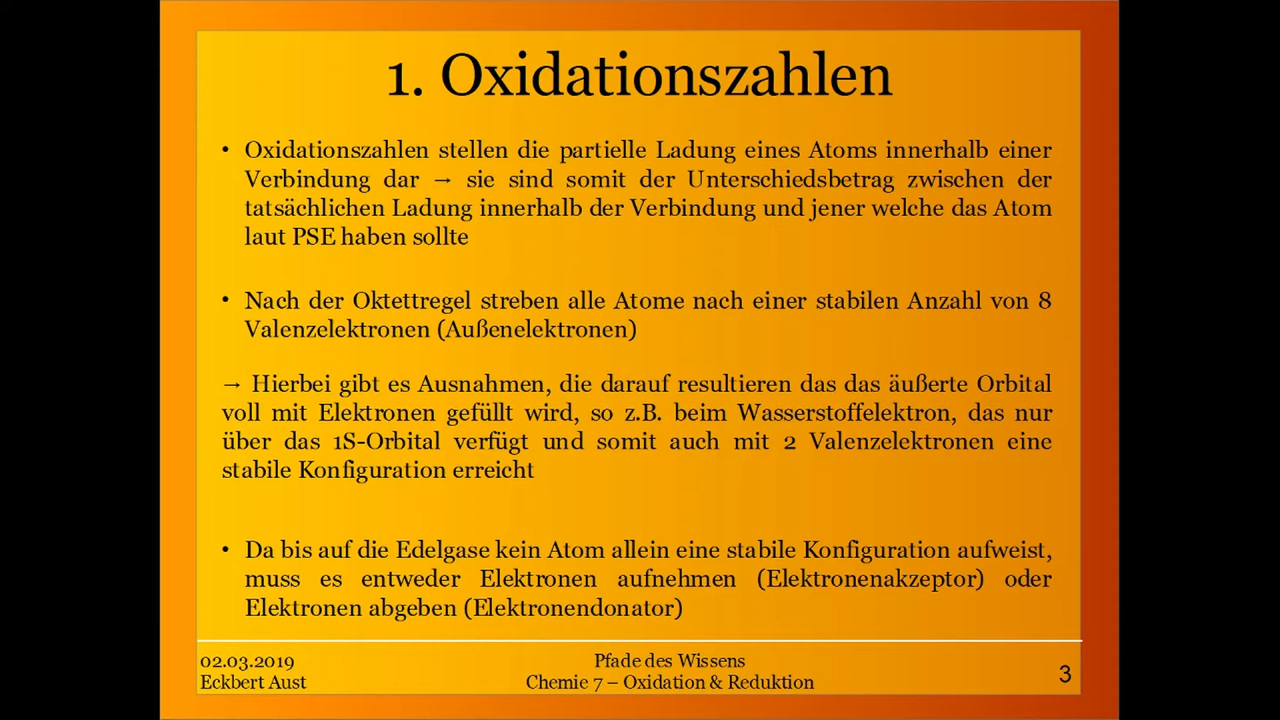 1. Oxidationszahlen
• Oxidationszahlen stellen die partielle Ladung eines Atoms innerhalb einer
Verbindung dar → sie sind somit der Unterschiedsbetrag zwischen der
tatsächlichen Ladung innerhalb der Verbindung und jener welche das Atom
laut PSE haben sollte
• Nach der Oktettregel streben alle Atome nach einer stabilen Anzahl von 8
Valenzelektronen (Außenelektronen)
→ Hierbei gibt es Ausnahmen, die darauf resultieren das das äußerte Orbital
voll mit Elektronen gefüllt wird, so z.B. beim Wasserstoffelektron, das nur
über das 1S-Orbital verfügt und somit auch mit 2 Valenzelektronen eine
stabile Konfiguration erreicht
• Da bis auf die Edelgase kein Atom allein eine stabile Konfiguration aufweist,
muss es entweder Elektronen aufnehmen (Elektronenakzeptor) oder
Elektronen abgeben (Elektronendonator)
02.03.2019
Eckbert Aust
Pfade des Wissens
Chemie 7 – Oxidation & Reduktion
3